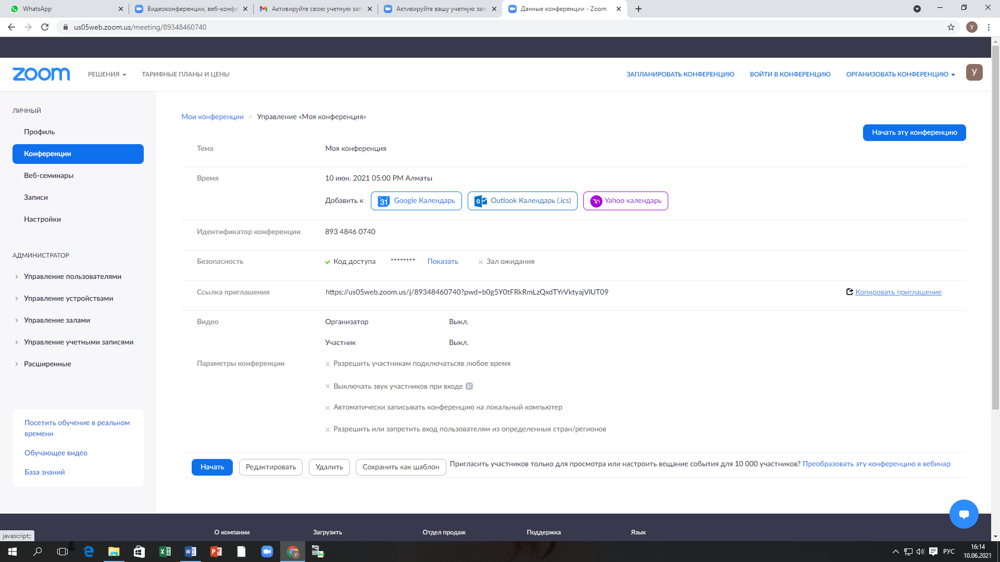 WhatsApp
Видеоконференции, веб-конфе
Активируйте свою учетную зап
Активируйте вашу учетную зап
Данные конференции - Zoom
us05web.zoom.us/meeting/89348460740
У
zoom
РЕШЕНИЯ
ТАРИФНЫЕ ПЛАНЫ И ЦЕНЫ
ЗАПЛАНИРОВАТЬ КОНФЕРЕНЦИЮ
ВОЙТИ В КОНФЕРЕНЦИЮ
ОРГАНИЗОВАТЬ КОНФЕРЕНЦИЮ
У
ЛИЧНЫЙ
Профиль
Конференции
Веб-семинары
Записи
Настройки
АДМИНИСТРАТОР
Управление пользователями
Управление устройствами
Управление залами
Управление учетными записями
Расширенные
Посетить обучение в реальном
времени
Обучающее видео
База знаний
Мои конференции > Управление «Моя конференция»
Начать эту конференцию
Тема Моя конференция
Время 10 июн. 2021 05:00 PM Алматы
Добавить к 31 Google Календарь Outlook Календарь (.ics) Yahoo календарь
Идентификатор конференции 893 4846 0740
Безопасность Код доступа ******** Показать Зал ожидания
Ссылка приглашения https://us05web.zoom.us/j/89348460740?pwd=b0g5Y0tFRkRmLzQxdTYrVktyajVlUT09 Копировать приглашение
Видео Организатор Выкл.
Участник Выкл.
Параметры конференции Разрешить участникам подключатьсяв любое время
Выключать звук участников при входе
Автоматически записывать конференцию на локальный компьютер
Разрешить или запретить вход пользователям из определенных стран/регионов
Начать Редактировать Удалить Сохранить как шаблон Пригласить участников только для просмотра или настроить вещание события для 10 000 участников? Преобразовать эту конференцию в вебинар
О компании Загрузить Отдел продаж Поддержка Язык
javascript:;
РУС
16:14
10.06.2021